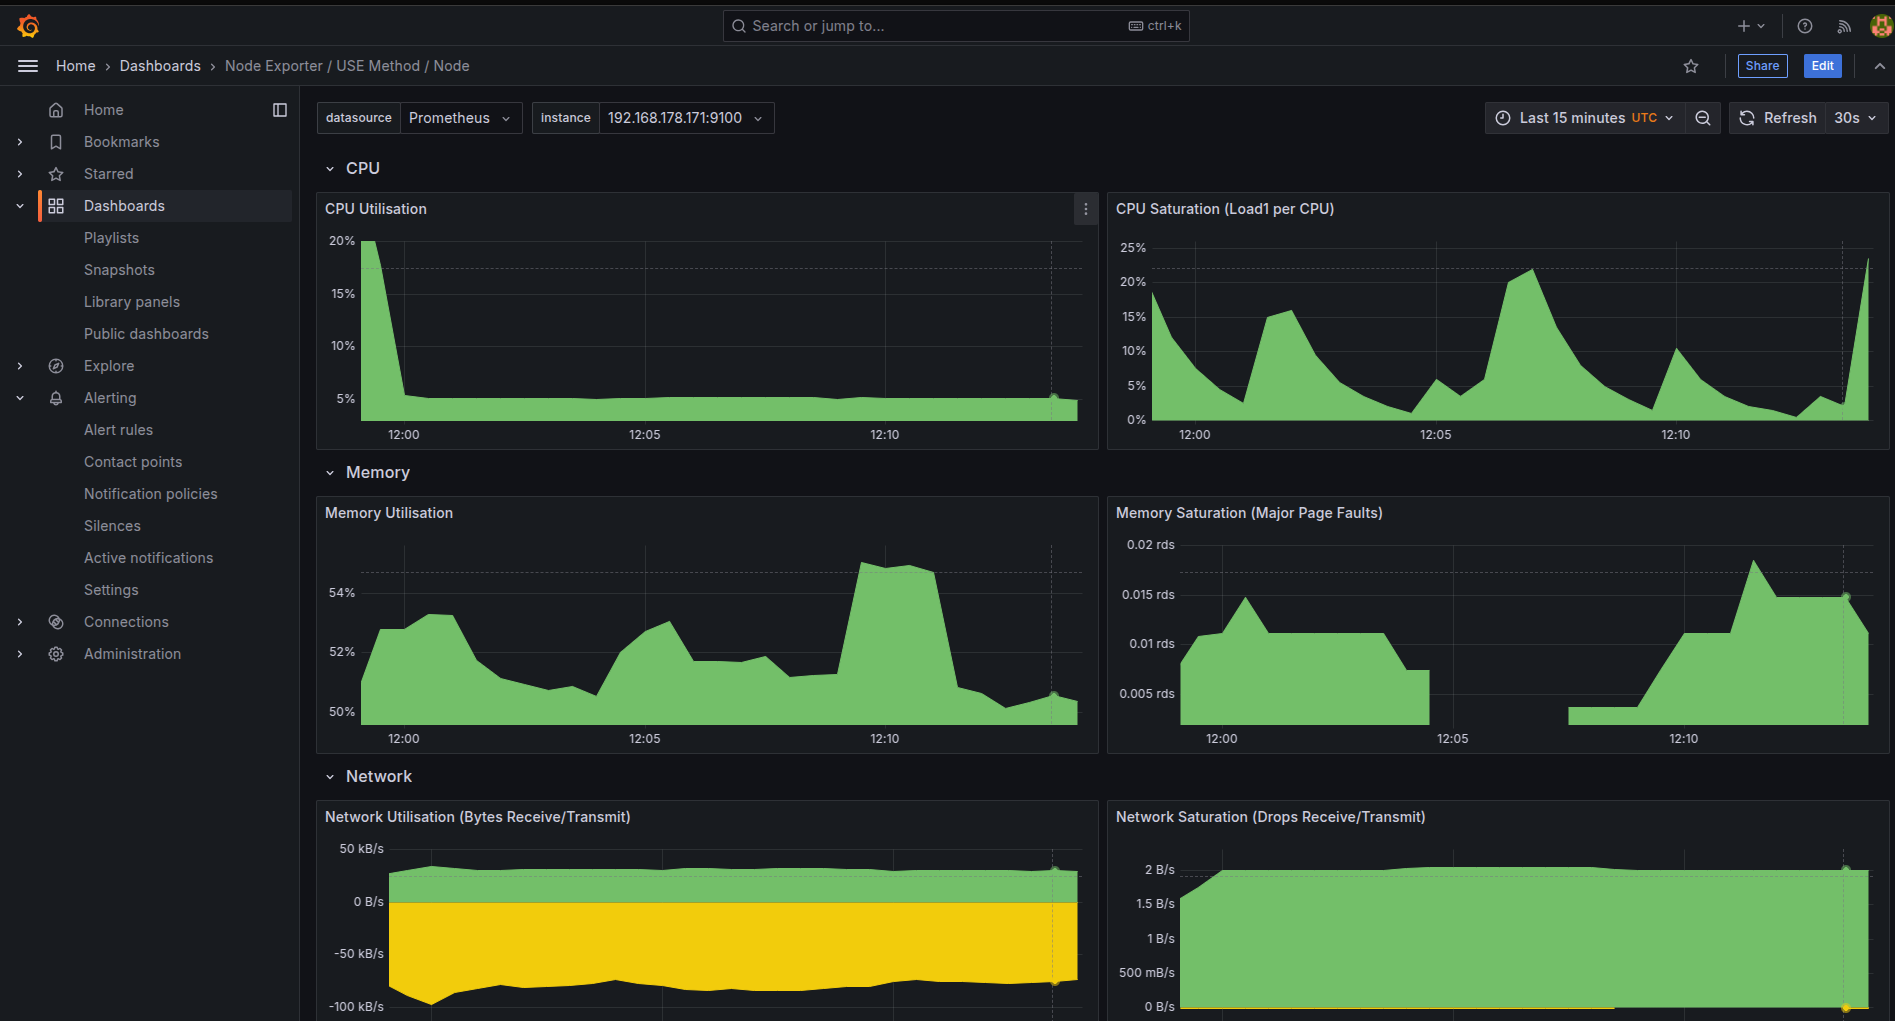 Search or jump to... ctrl+k
Home › Dashboards › Node Exporter / USE Method / Node Share Edit
Home
Bookmarks
Starred
Dashboards
Playlists
Snapshots
Library panels
Public dashboards
Explore
Alerting
Alert rules
Contact points
Notification policies
Silences
Active notifications
Settings
Connections
Administration
datasource Prometheus instance 192.168.178.171:9100 Last 15 minutes UTC Refresh 30s
CPU
CPU Utilisation
20%
15%
10%
5%
12:00 12:05 12:10
CPU Saturation (Load1 per CPU)
25%
20%
15%
10%
5%
0%
12:00 12:05 12:10
Memory
Memory Utilisation
54%
52%
50%
12:00 12:05 12:10
Memory Saturation (Major Page Faults)
0.02 rds
0.015 rds
0.01 rds
0.005 rds
12:00 12:05 12:10
Network
Network Utilisation (Bytes Receive/Transmit)
50 kB/s
0 B/s
-50 kB/s
-100 kB/s
Network Saturation (Drops Receive/Transmit)
2 B/s
1.5 B/s
1 B/s
500 mB/s
0 B/s